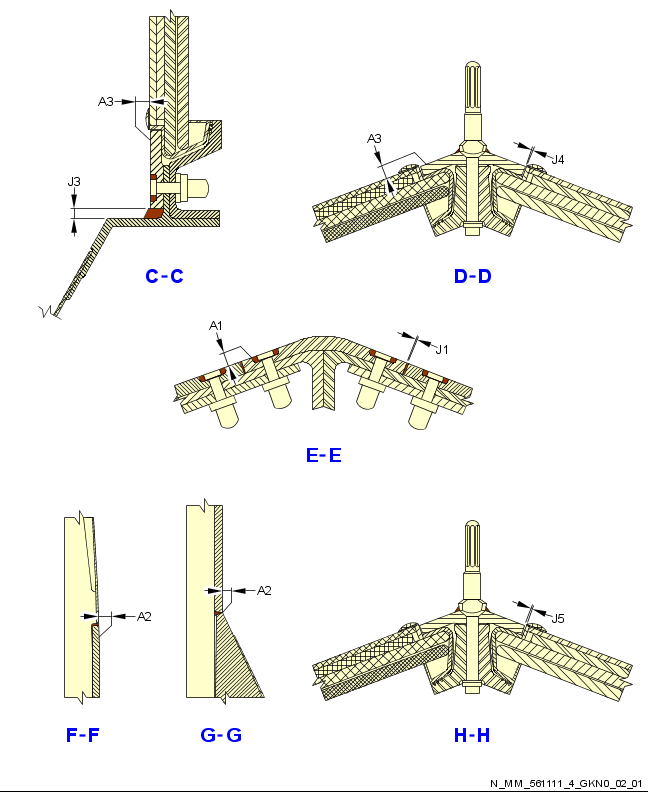 A3
J3
C-C
A3
J4
D-D
A1
J1
E-E
A2
F-F
A2
G-G
J5
H-H
N_MM_561111_4_GKN0_02_01